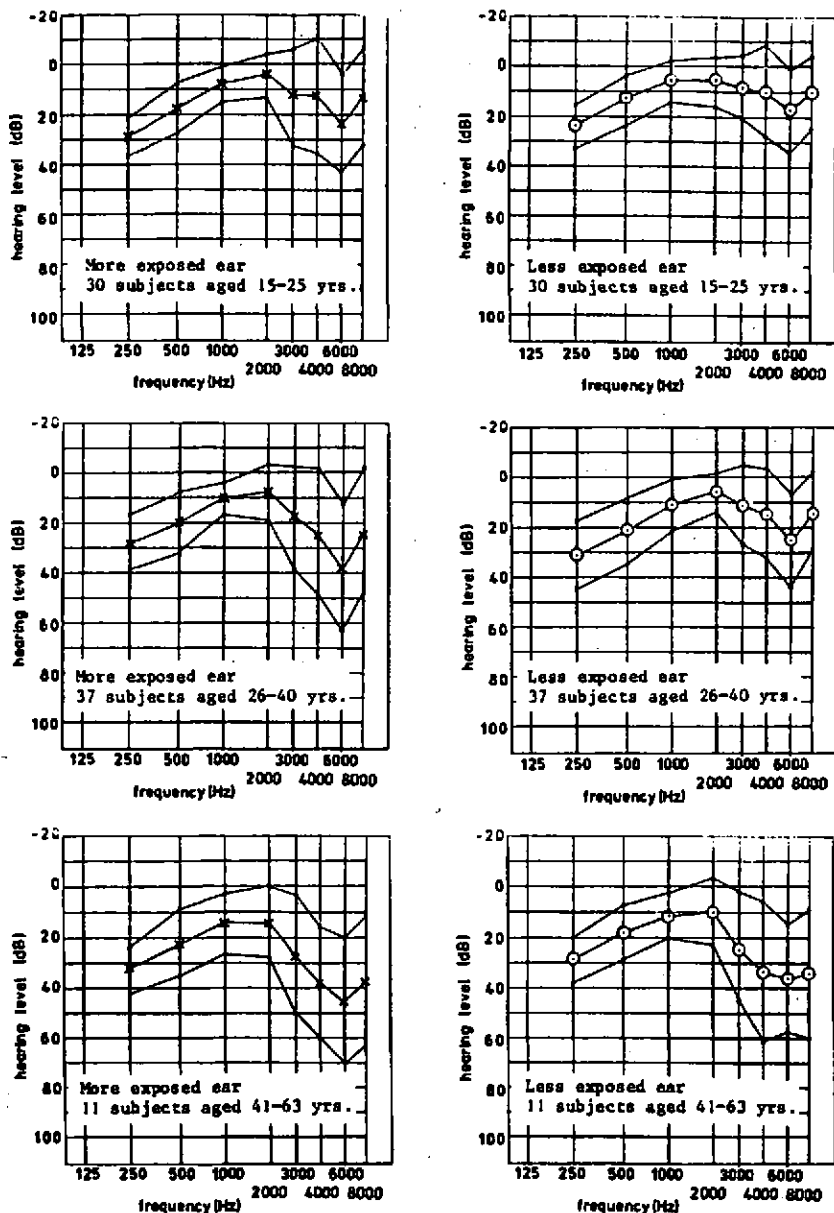 -20
0
20
40
60
80
100
hearing level (dB)
More exposed ear
30 subjects aged 15-25 yrs.
125 250 500 1000 3000 6000
2000 4000 8000
frequency(Hz)
-20
0
20
40
60
80
100
hearing level (dB)
Less exposed ear
30 subjects aged 15-25 yrs.
125 250 500 1000 3000 6000
2000 4000 8000
frequency(Hz)
-20
0
20
40
60
80
100
hearing level (dB)
More exposed ear
37 subjects aged 26-40 yrs.
125 250 500 1000 3000 6000
2000 4000 8000
frequency(Hz)
-20
0
20
40
60
80
100
hearing level (dB)
Less exposed ear
37 subjects aged 26-40 yrs.
125 250 500 1000 3000 6000
2000 4000 8000
frequency(Hz)
-20
0
20
40
60
80
100
hearing level (dB)
More exposed ear
11 subjects aged 41-63 yrs.
125 250 500 1000 3000 6000
2000 4000 8000
frequency(Hz)
-20
0
20
40
60
80
100
hearing level (dB)
Less exposed ear
11 subjects aged 41-63 yrs.
125 250 500 1000 3000 6000
2000 4000 8000
frequency(Hz)